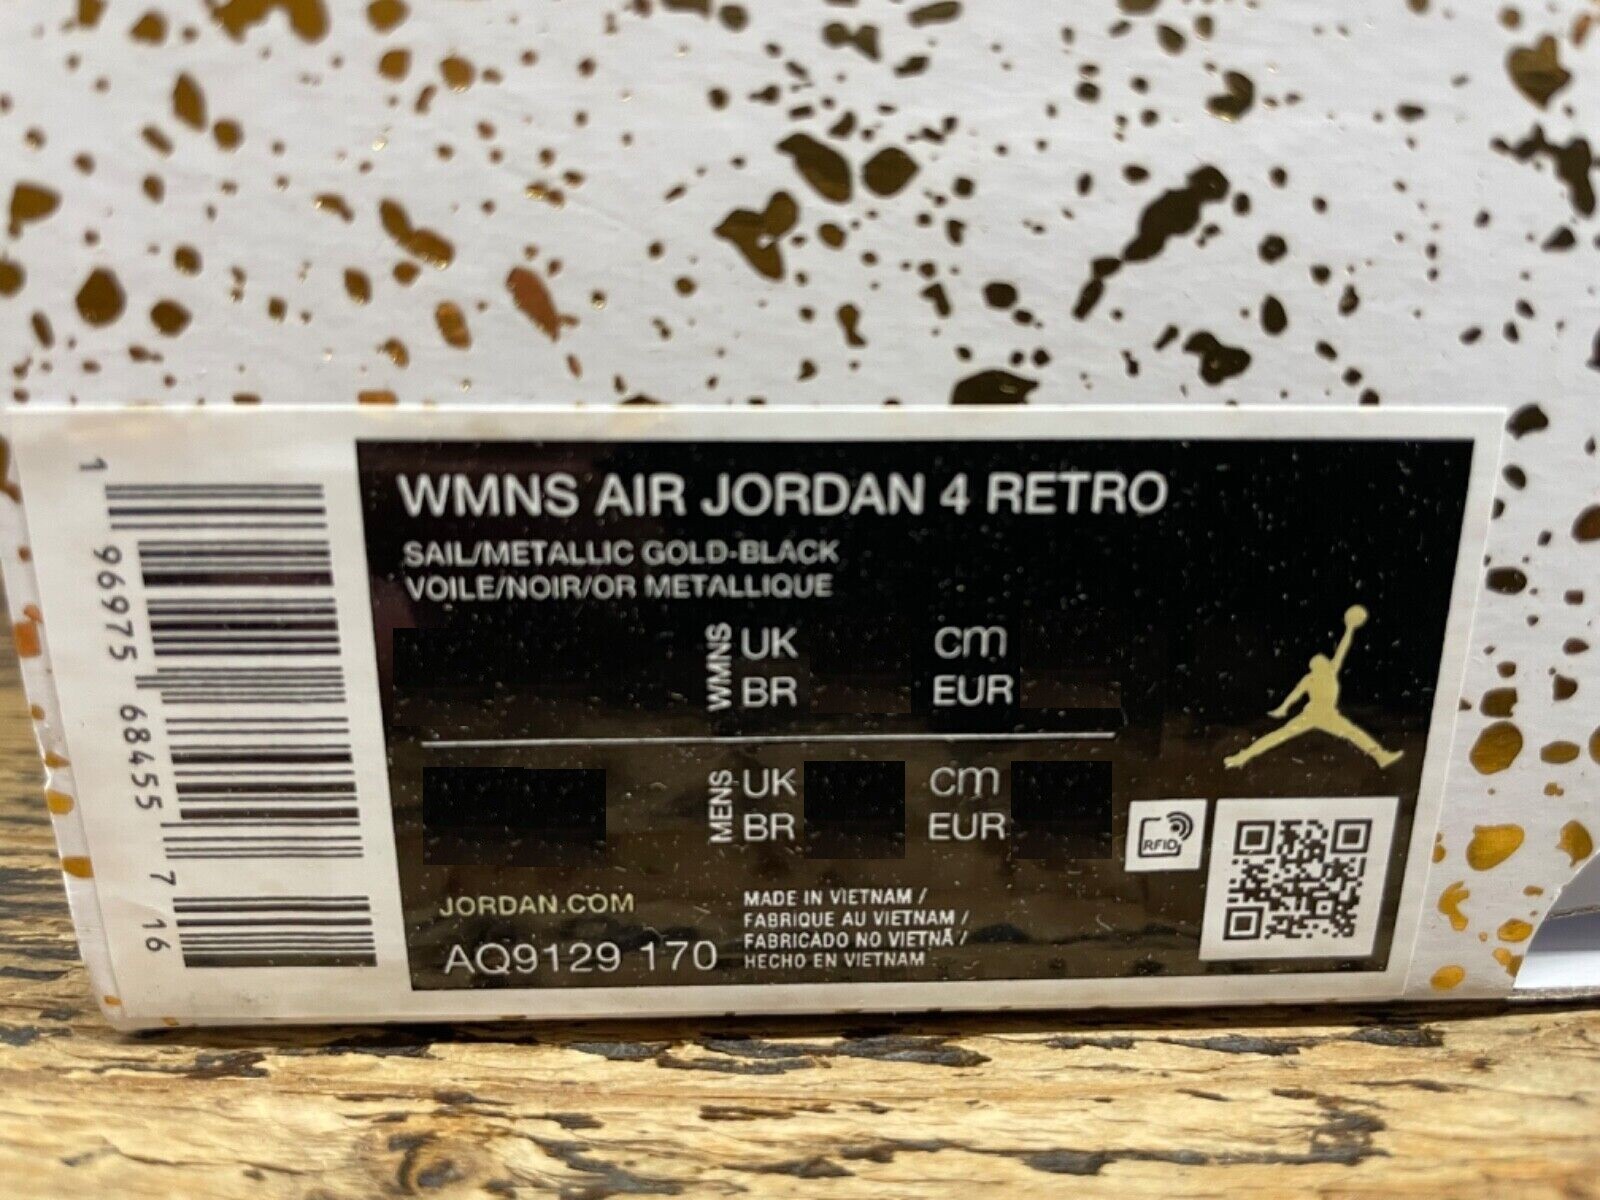 1 96975 68455 7 16
WMNS AIR JORDAN 4 RETRO
SAIL/METALLIC GOLD-BLACK
VOILE/NOIR/OR METALLIQUE
WMNS
UK cm
BR EUR
MENS
UK cm
BR EUR
RFID
JORDAN.COM
AQ9129 170
MADE IN VIETNAM /
FABRIQUE AU VIETNAM /
FABRICADO NO VIETNÃ /
HECHO EN VIETNAM